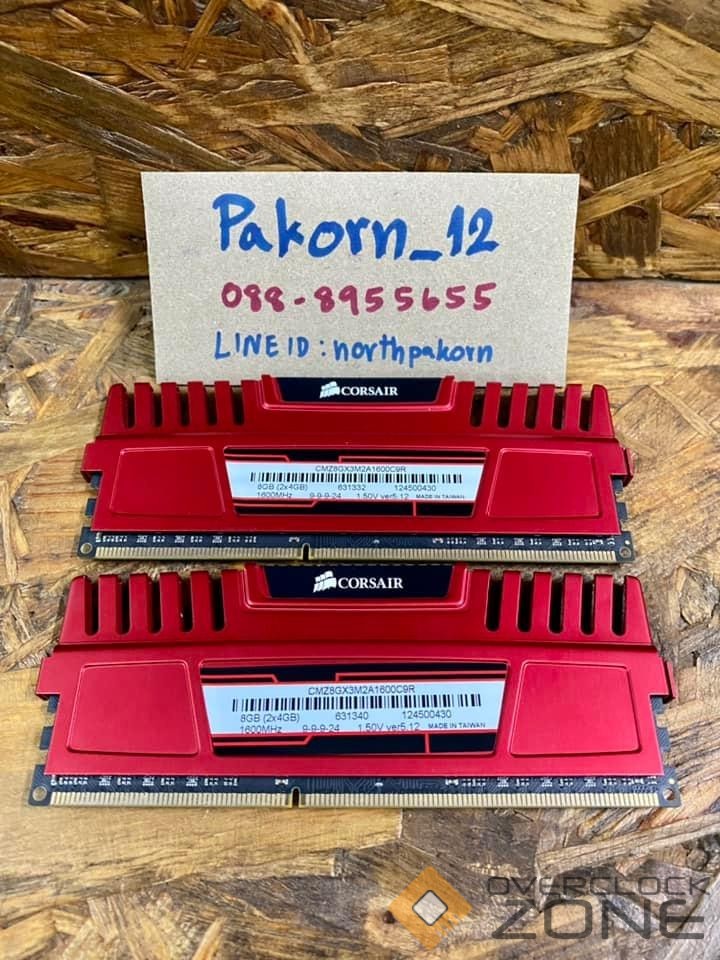 Pakorn_12
088-8955655
LINE ID : northpakorn
CORSAIR
CMZ8GX3M2A1600C9R
8GB (2x4GB) 631332 124500430
1600MHz 9-9-9-24 1.50V ver5.12 MADE IN TAIWAN
CORSAIR
CMZ8GX3M2A1600C9R
8GB (2x4GB) 631340 124500430
1600MHz 9-9-9-24 1.50V ver5.12 MADE IN TAIWAN
OVERCLOCK
ZONE